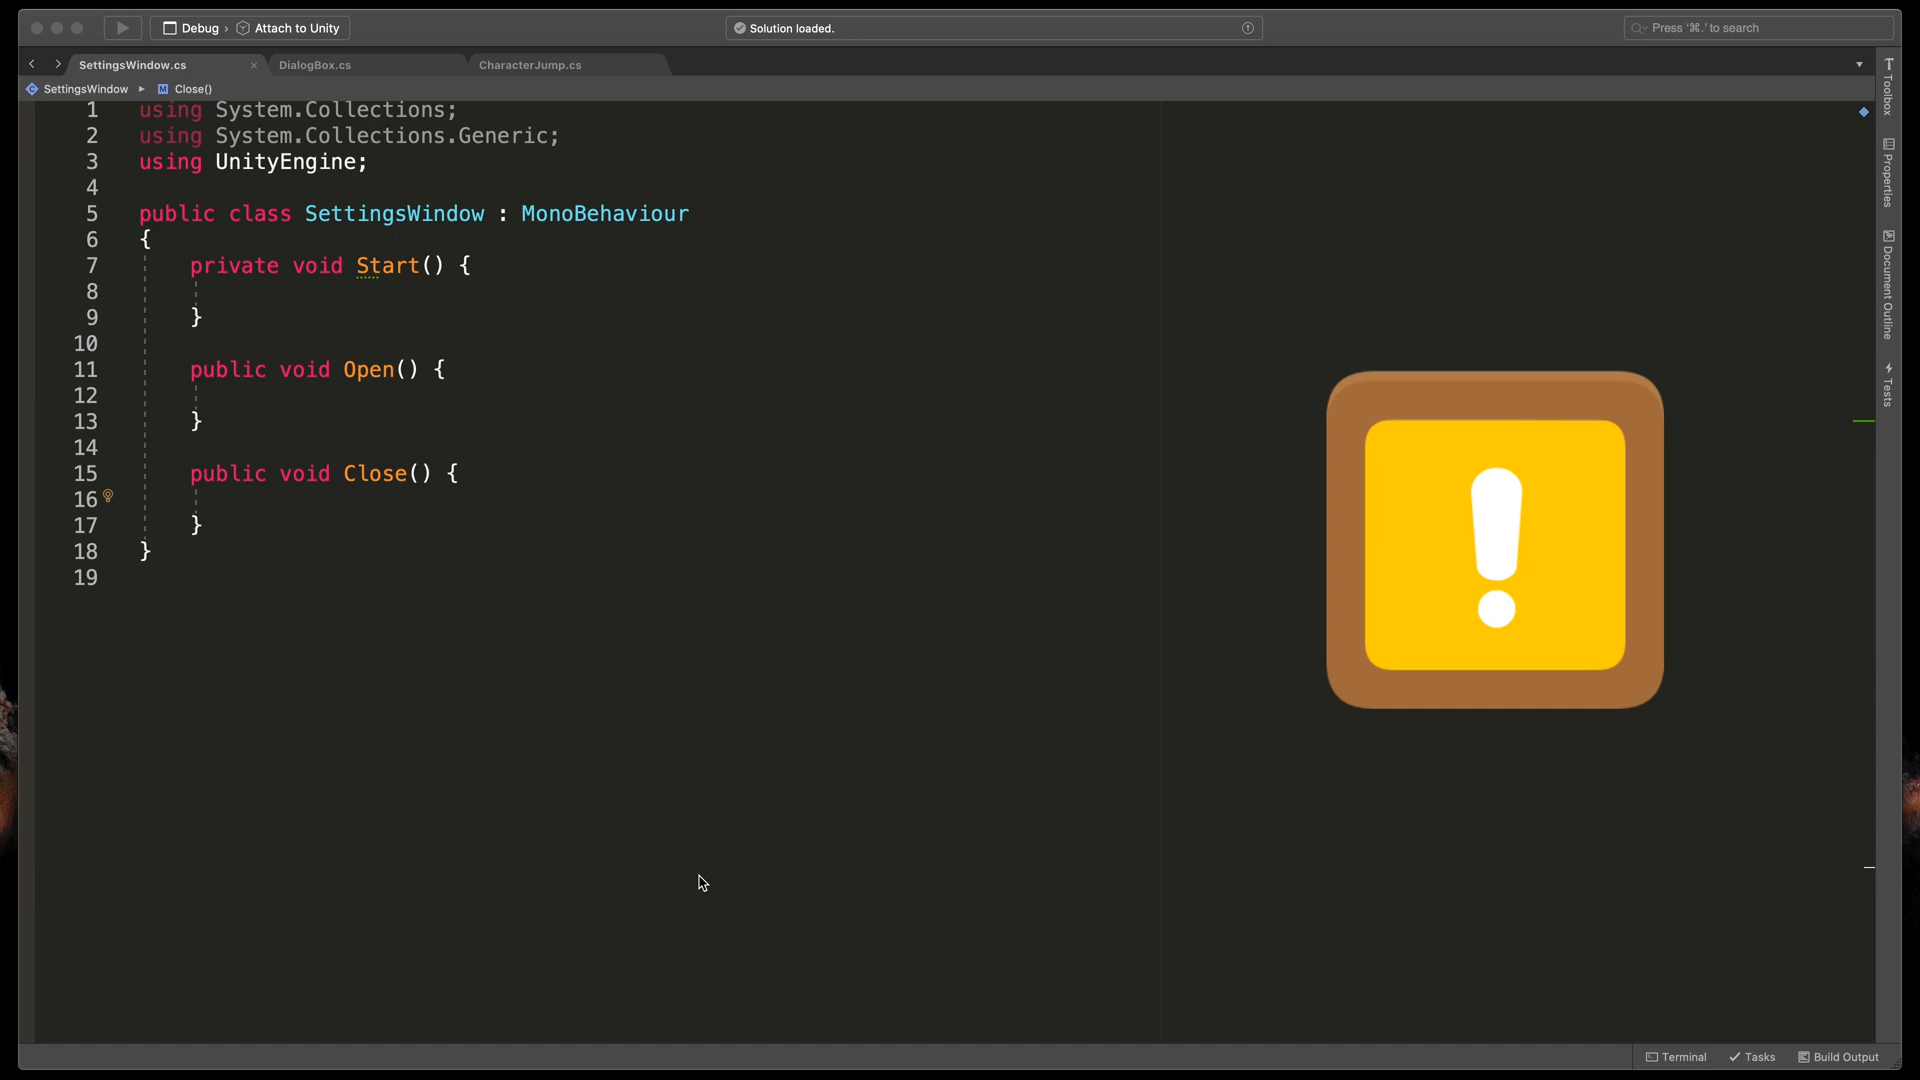 Debug › Attach to Unity
Solution loaded.
Press ‘⌘.’ to search
SettingsWindow.cs
DialogBox.cs
CharacterJump.cs
SettingsWindow ▸ M Close()
1 using System.Collections;
2 using System.Collections.Generic;
3 using UnityEngine;
4
5 public class SettingsWindow : MonoBehaviour
6 {
7 private void Start() {
8
9 }
10
11 public void Open() {
12
13 }
14
15 public void Close() {
16
17 }
18 }
19
!
Toolbox
Properties
Document Outline
Tests
Terminal
Tasks
Build Output